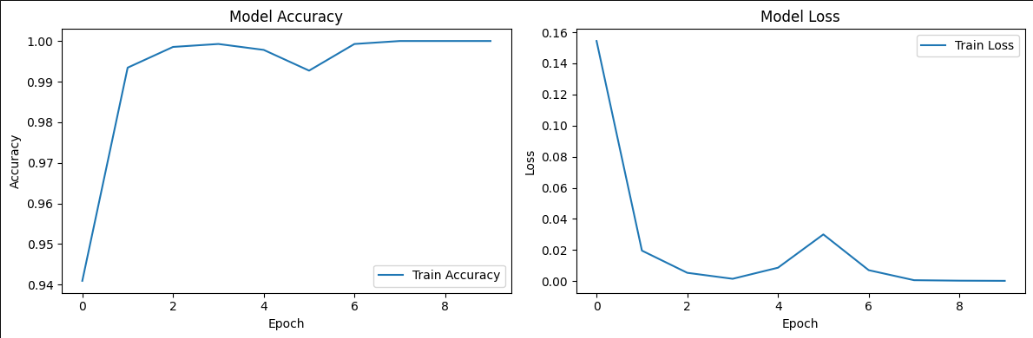 Model Accuracy
1.00
0.99
0.98
0.97
0.96
0.95
0.94
Accuracy
Train Accuracy
0 2 4 6 8
Epoch
Model Loss
0.16
0.14
0.12
0.10
0.08
0.06
0.04
0.02
0.00
Loss
Train Loss
0 2 4 6 8
Epoch